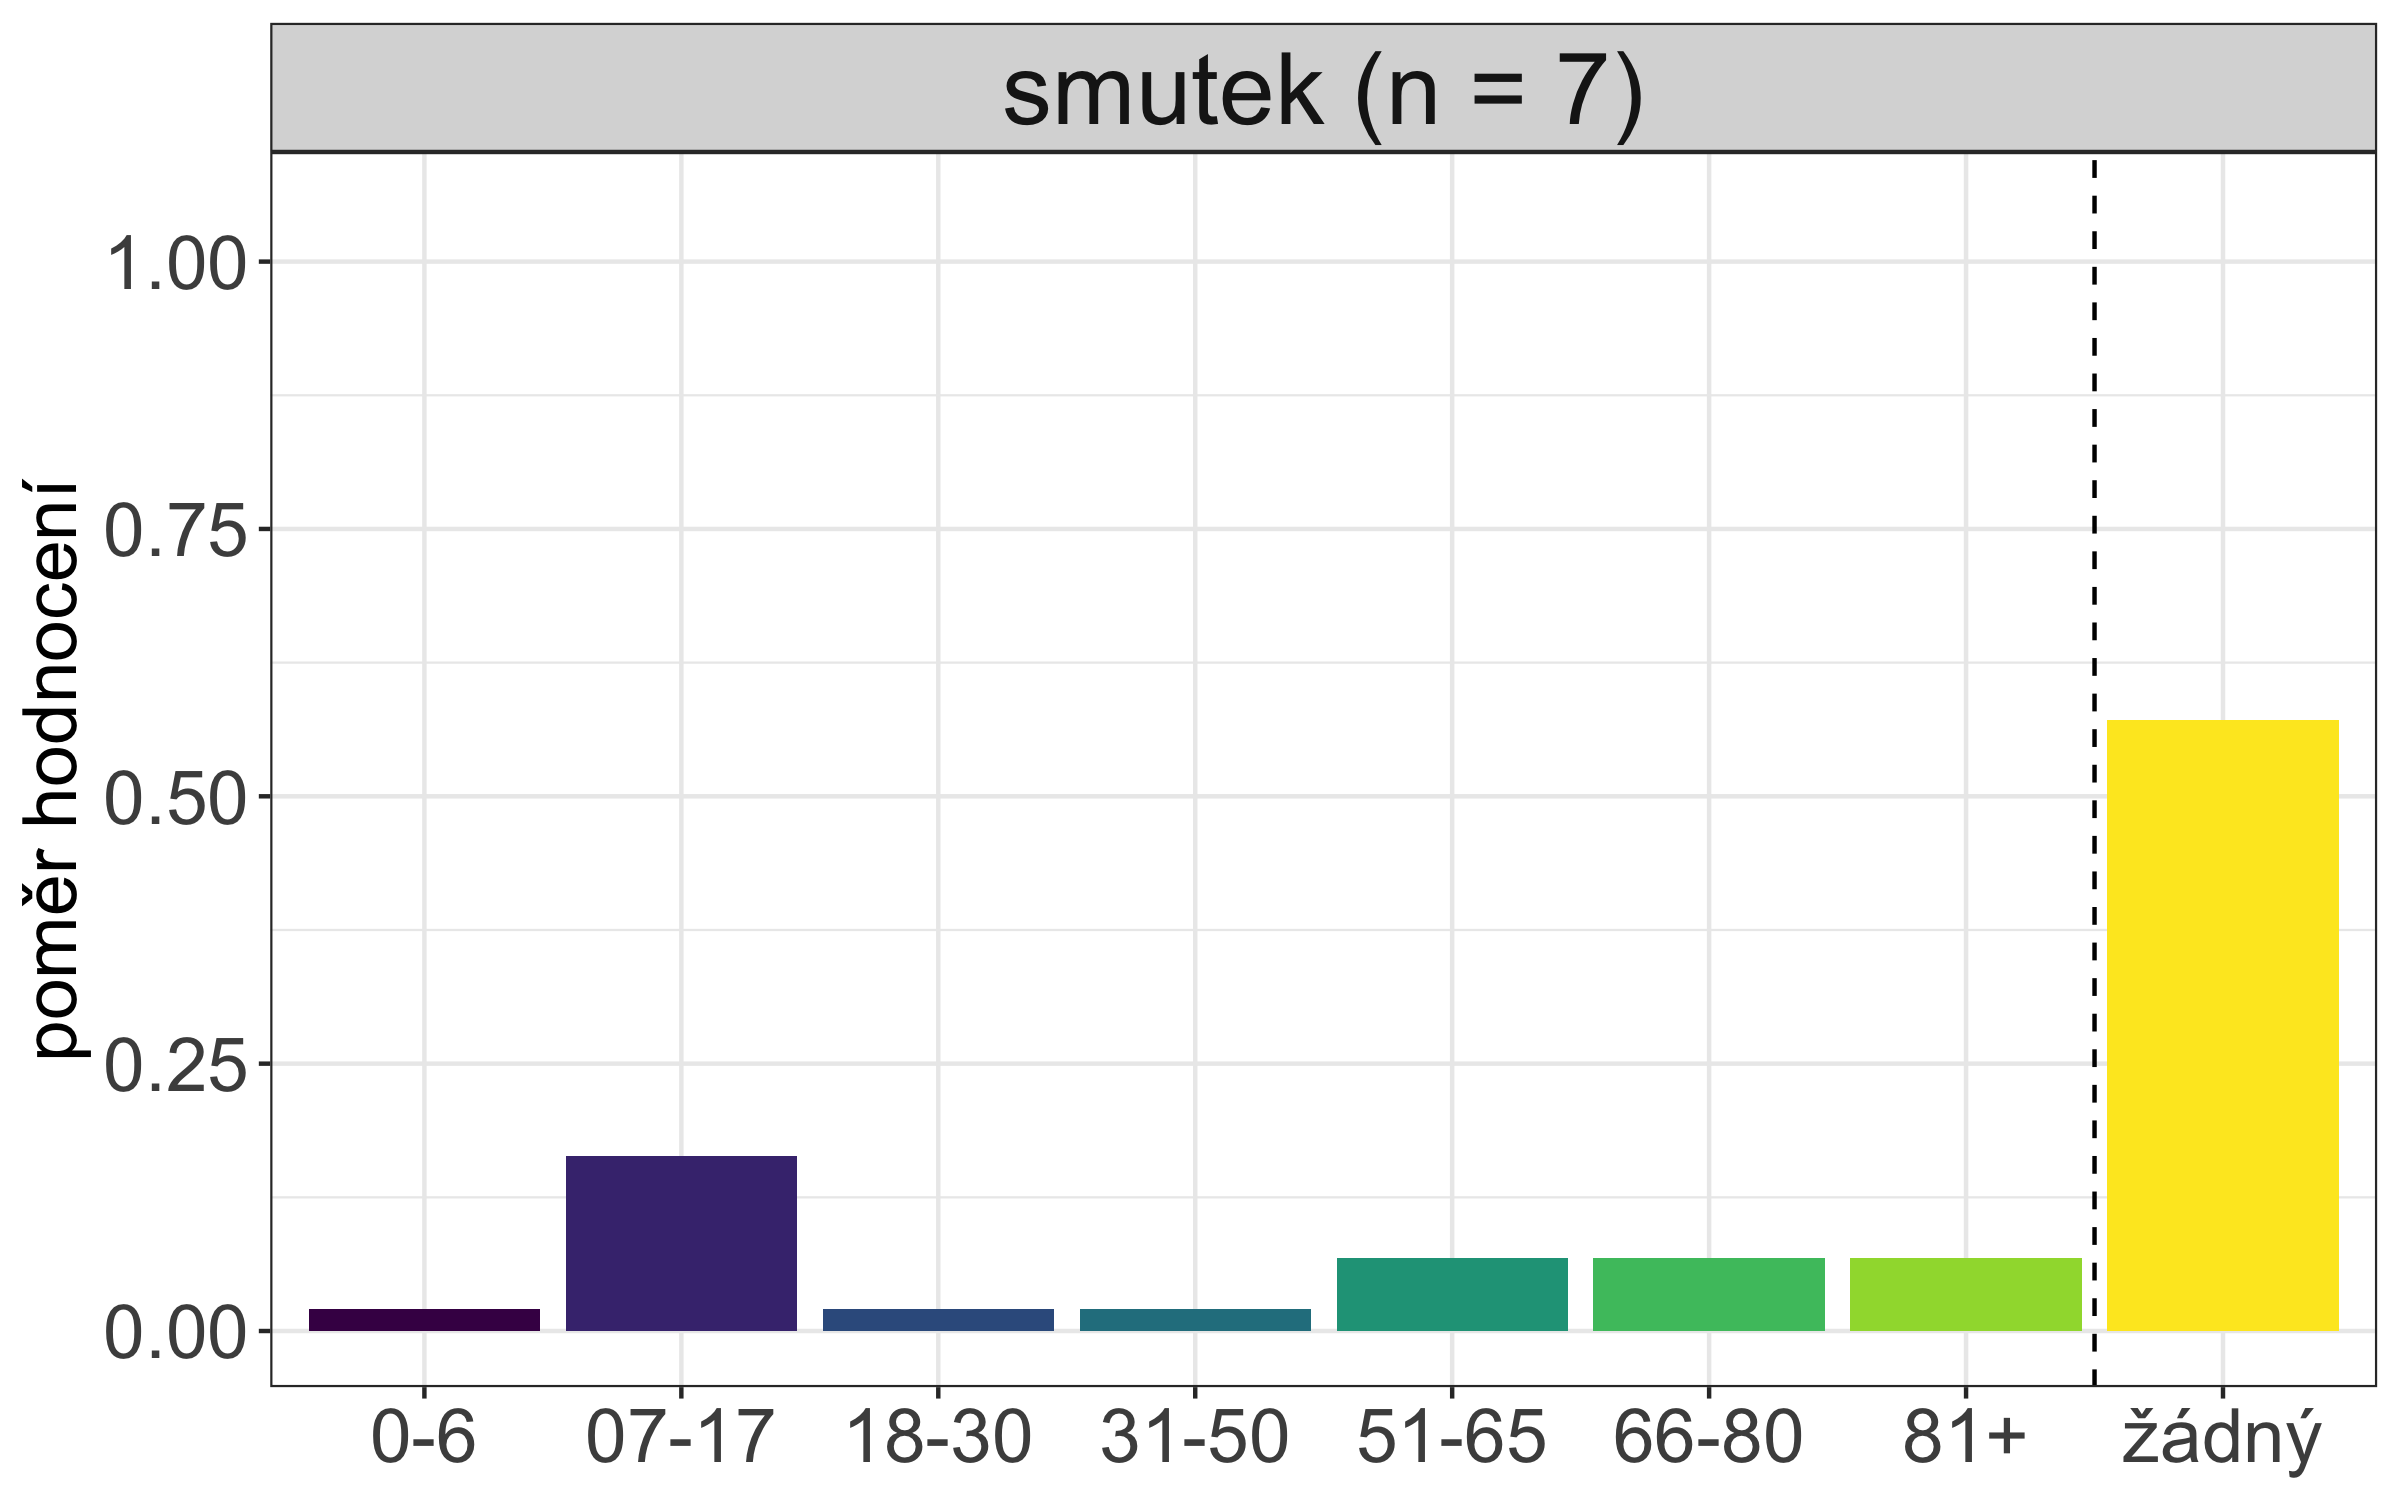 smutek (n = 7)
poměr hodnocení
1.00
0.75
0.50
0.25
0.00
0-6 07-17 18-30 31-50 51-65 66-80 81+ žádný